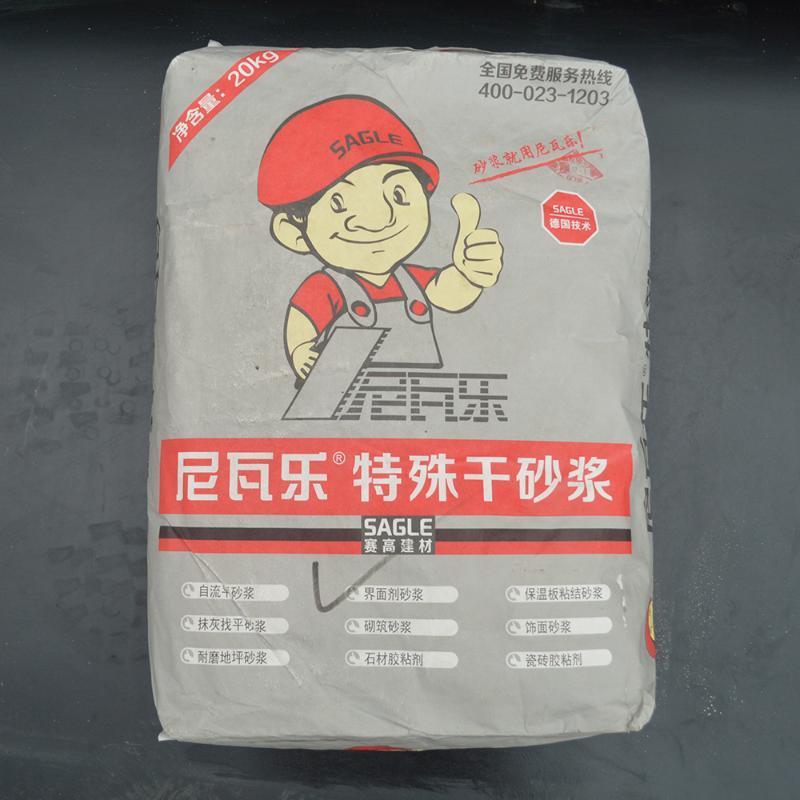 净含量：20kg
全国免费服务热线
400-023-1203
SAGLE
砂浆就用尼瓦乐！
SAGLE
德国技术
尼瓦乐
尼瓦乐® 特殊干砂浆
SAGLE
赛高建材
自流平砂浆 界面剂砂浆 保温板粘结砂浆
抹灰找平砂浆 砌筑砂浆 饰面砂浆
耐磨地坪砂浆 石材胶粘剂 瓷砖胶粘剂